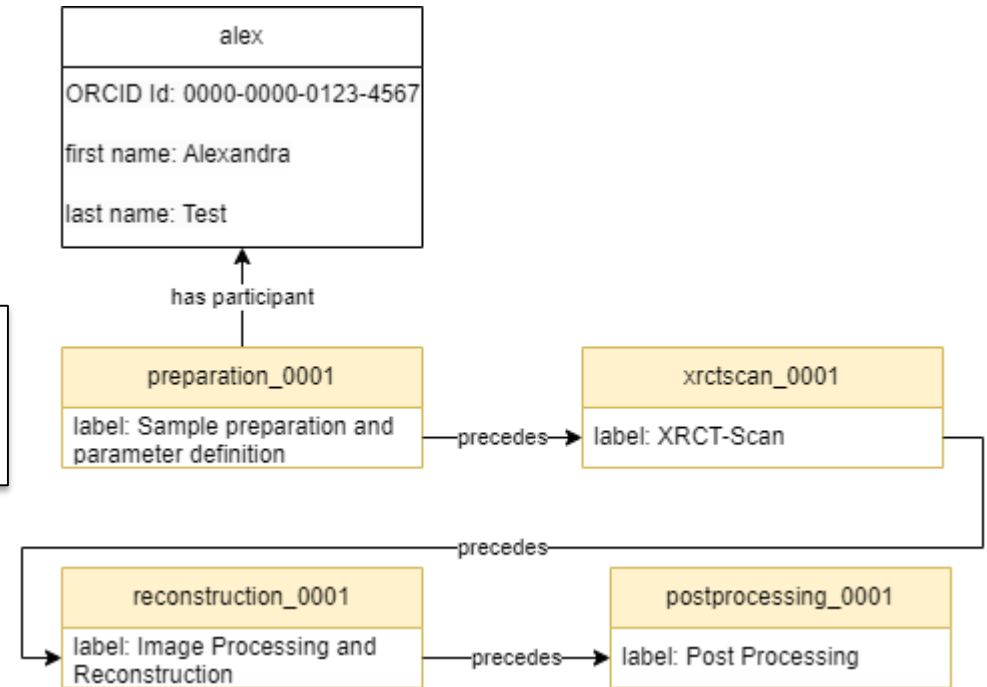 alex
ORCID Id: 0000-0000-0123-4567
first name: Alexandra
last name: Test
has participant
preparation_0001
label: Sample preparation and
parameter definition
precedes
xrctscan_0001
label: XRCT-Scan
precedes
reconstruction_0001
label: Image Processing and
Reconstruction
precedes
postprocessing_0001
label: Post Processing